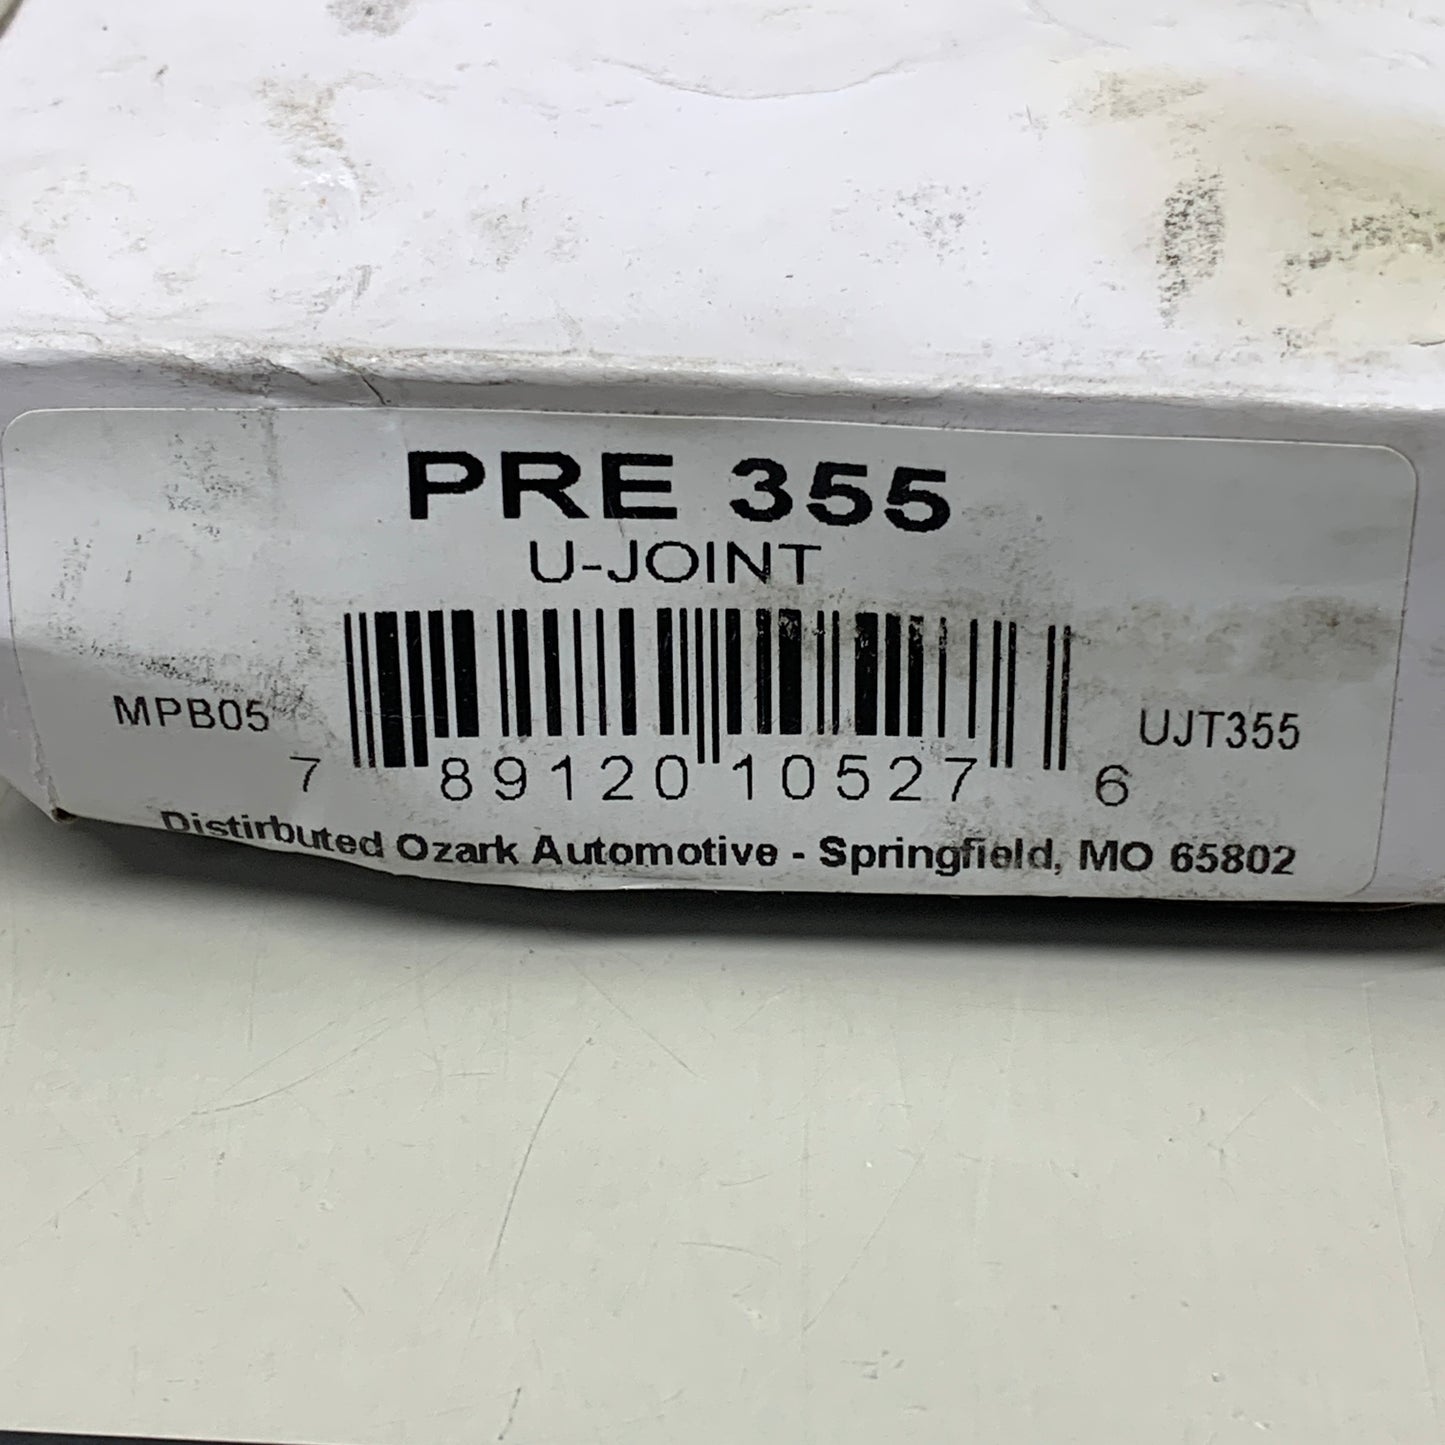 PRE 355
U-JOINT
MPB05
UJT355
7 89120 10527 6
Distirbuted Ozark Automotive - Springfield, MO 65802